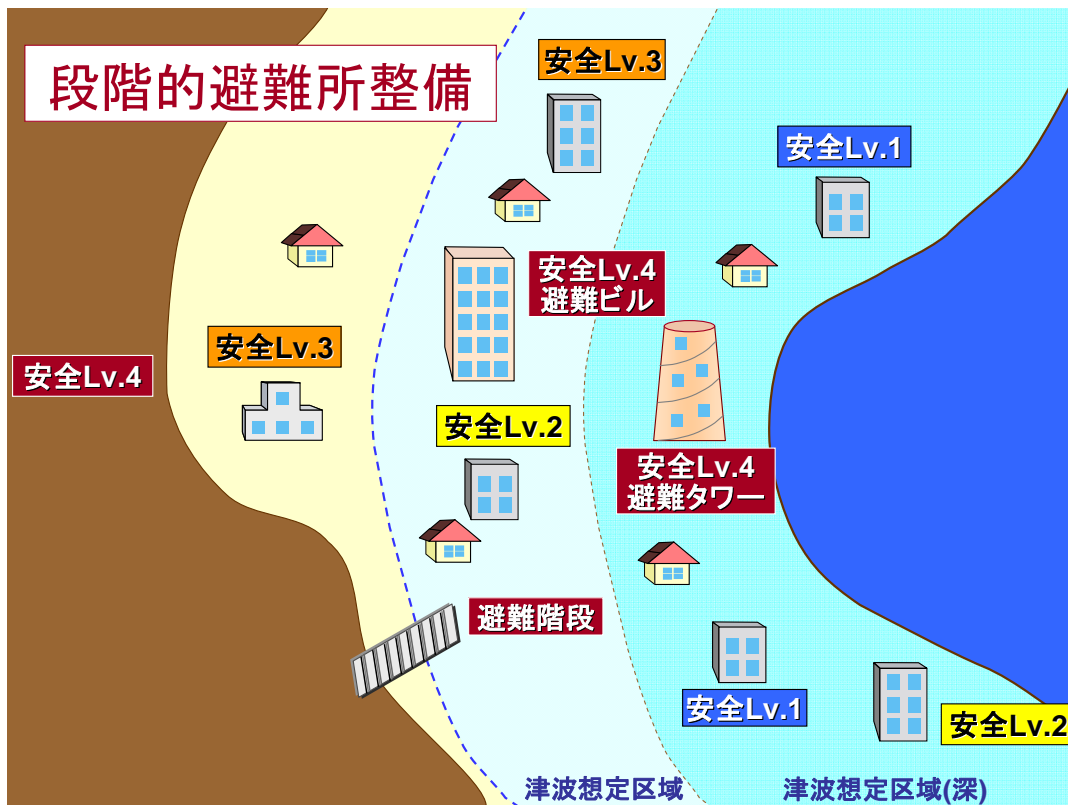 段階的避難所整備
安全Lv.3
安全Lv.1
安全Lv.4
避難ビル
安全Lv.3
安全Lv.4
安全Lv.2
安全Lv.4
避難タワー
避難階段
安全Lv.1
安全Lv.2
津波想定区域
津波想定区域(深)